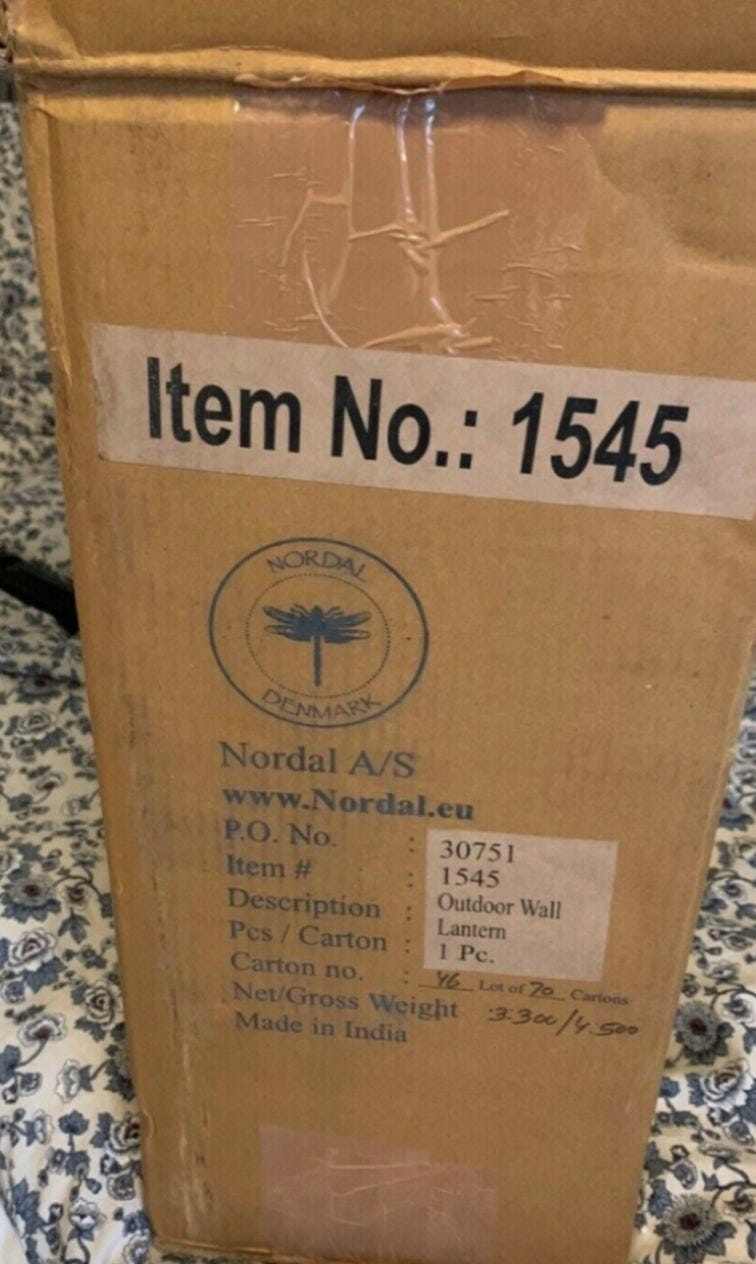 Item No.: 1545
NORDAL
DENMARK
Nordal A/S
www.Nordal.eu
P.O. No. : 30751
Item # : 1545
Description : Outdoor Wall
Lantern
Pcs / Carton : 1 Pc.
Carton no. : 46 Lot of 70 Cartons
Net/Gross Weight : 3.300/4.500
Made in India